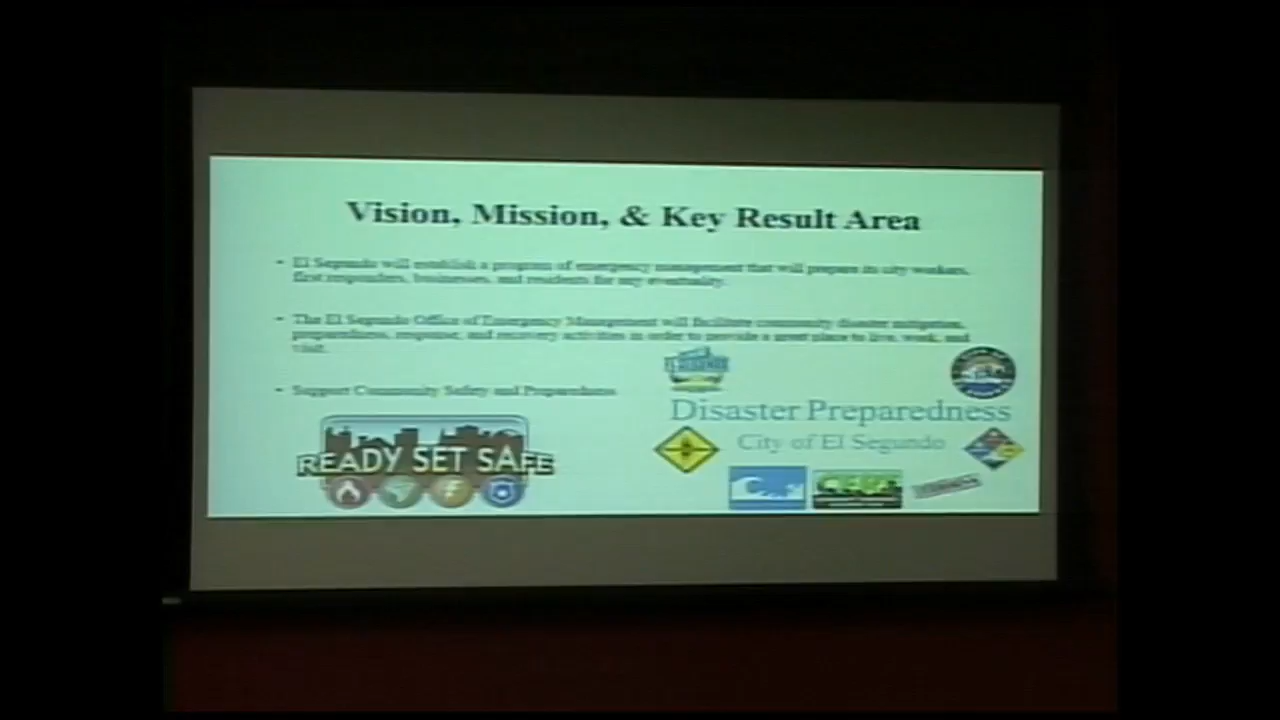 Vision, Mission, & Key Result Area
• El Segundo will establish a program of emergency management that will prepare its city workers,
first responders, businesses, and residents for any eventuality.
• The El Segundo Office of Emergency Management will facilitate community disaster mitigation,
preparedness, response, and recovery activities in order to provide a great place to live, work, and
visit.
• Support Community Safety and Preparedness
EL SEGUNDO
Disaster Preparedness
City of El Segundo
READY SET SAFE